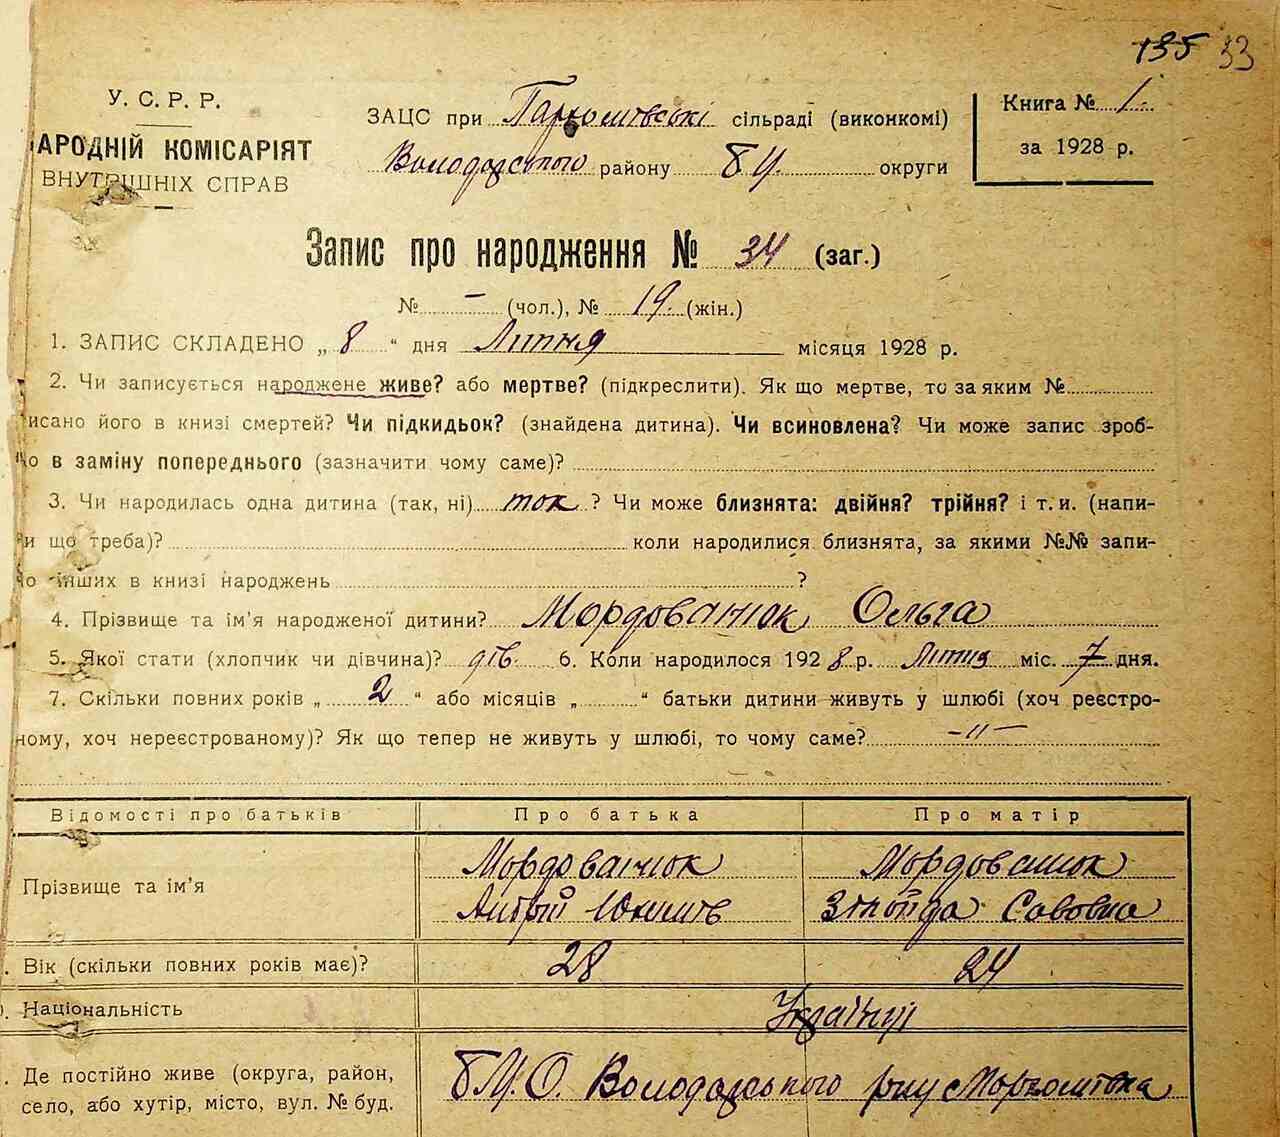 135 33
У. С. Р. Р.
АРОДНІЙ КОМІСАРІЯТ
ВНУТРІШНІХ СПРАВ
ЗАЦС при сільраді (виконкомі)
Володарського району БЦ. округи
Книга № 1.
за 1928 р.
Запис про народження № 34 (заг.)
№ – (чол.), № 19. (жін.)
1. ЗАПИС СКЛАДЕНО „ 8 “ дня Липня місяця 1928 р.
2. Чи записується народжене живе? або мертве? (підкреслити). Як що мертве, то за яким №
исано його в книзі смертей? Чи підкидьок? (знайдена дитина). Чи всиновлена? Чи може запис зроб-
о в заміну попереднього (зазначити чому саме)?
3. Чи народилась одна дитина (так, ні) так ? Чи може близнята: двійня? трійня? і т. и. (напи-
и що треба)? коли народилися близнята, за якими №№ запи-
о інших в книзі народжень ?
4. Прізвище та ім’я народженої дитини? Мордованюк Ольга
5. Якої стати (хлопчик чи дівчина)? дів. 6. Коли народилося 1928 р. Липня міс. 7 дня.
7. Скільки повних років „ 2 “ або місяців „ “ батьки дитини живуть у шлюбі (хоч реєстро-
ному, хоч нереєстрованому)? Як що тепер не живуть у шлюбі, то чому саме? –"–
Відомості про батьків Про батька Про матір
Прізвище та ім’я
Мордованюк Мордованюк
Савовна
. Вік (скільки повних років має)? 28 24
. Національність Українці
. Де постійно живе (округа, район,
село, або хутір, місто, вул. № буд.
БЦ.О. Володарського р-ну с.